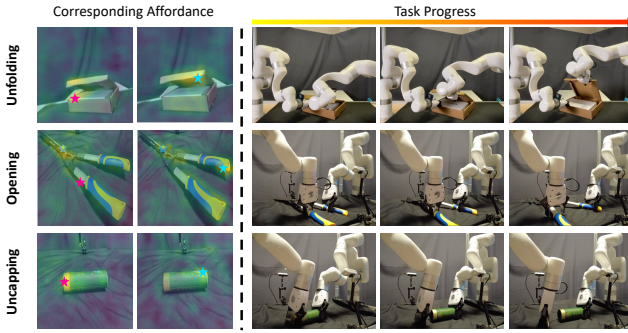 Corresponding Affordance
Task Progress
Unfolding
Opening
Uncapping